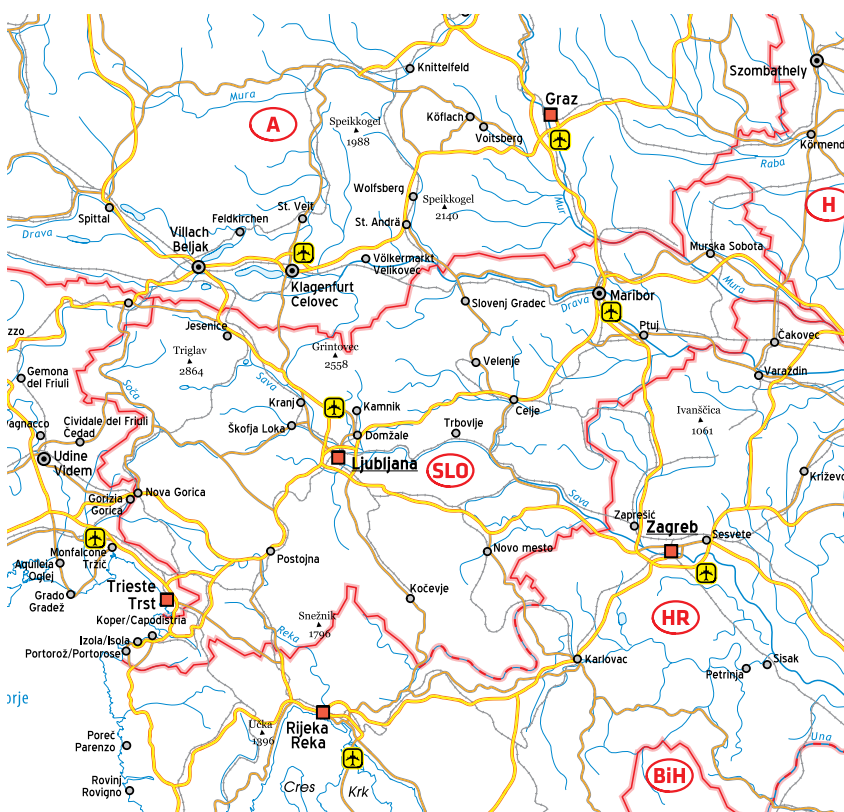 Knittelfeld
Szombathely
Mura
Graz
Köflach
Voitsberg
A
Speikkogel
1988
Körmend
Raba
Wolfsberg
Speikkogel
2140
St. Andrä
Mur
H
Spittal
Feldkirchen
St. Veit
Drava
Villach
Beljak
Völkermarkt
Velikovec
Murska Sobota
Klagenfurt
Celovec
Mura
Slovenj Gradec
Drava
Maribor
Jesenice
Ptuj
zzo
Triglav
2864
Grintovec
2558
Čakovec
Gemona
del Friuli
Soča
Sava
Velenje
Varaždin
Kranj
Kamnik
Celje
Ivanščica
1061
agnacco
Cividale del Friuli
Čedad
Škofja Loka
Domžale
Trbovlje
Udine
Videm
Ljubljana
SLO
Križevo
Gorizia
Gorica
Nova Gorica
Sava
Zaprešić
Zagreb
Sesvete
Monfalcone
Tržič
Aquileia
Oglej
Postojna
Novo mesto
Grado
Gradež
Trieste
Trst
Kočevje
Snežnik
1796
HR
Koper/Capodistria
Izola/Isola
Portorož/Portorose
Reka
Karlovac
Petrinja
Sisak
orje
Rijeka
Reka
Učka
1396
Poreč
Parenzo
Una
BiH
Rovinj
Rovigno
Cres
Krk